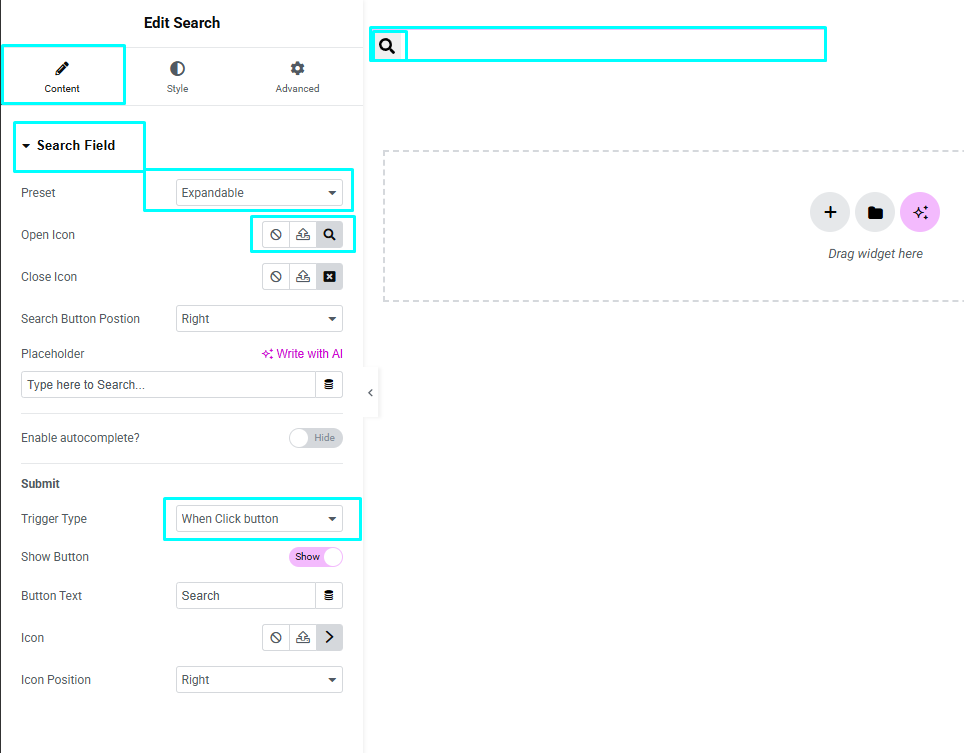 Edit Search
Content
Style
Advanced
Search Field
Preset
Expandable
Open Icon
Close Icon
Search Button Postion
Right
Placeholder
Write with AI
Type here to Search...
Enable autocomplete?
Hide
Submit
Trigger Type
When Click button
Show Button
Show
Button Text
Search
Icon
Icon Position
Right
Drag widget here